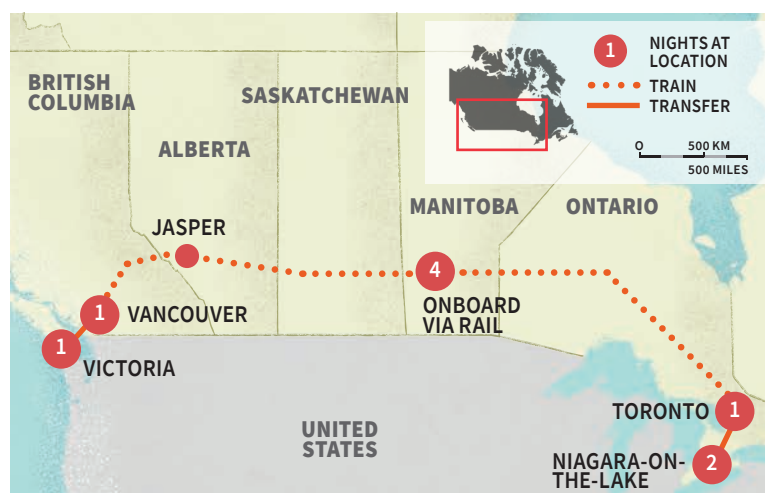 1
NIGHTS AT
LOCATION
TRAIN
TRANSFER
0 500 KM
500 MILES
BRITISH
COLUMBIA
SASKATCHEWAN
ALBERTA
MANITOBA
ONTARIO
JASPER
4
ONBOARD
VIA RAIL
1
VANCOUVER
1
VICTORIA
UNITED
STATES
TORONTO
1
NIAGARA-ON-
THE-LAKE
2